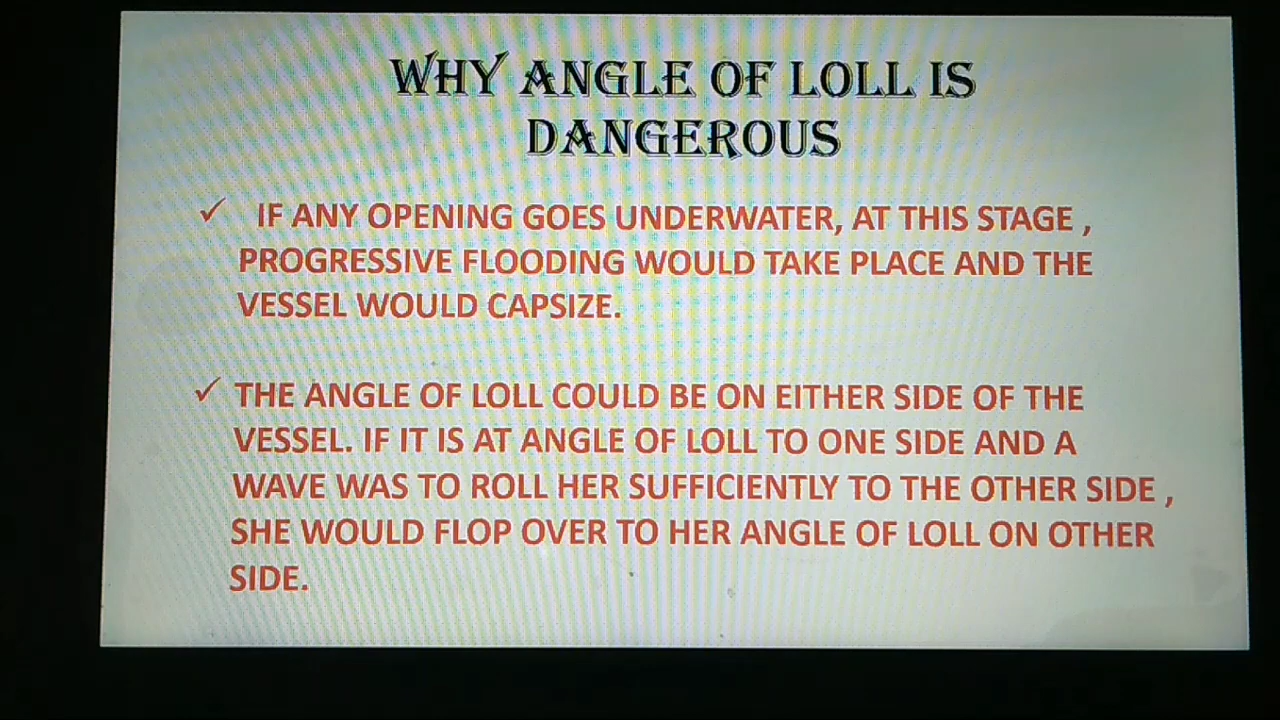 WHY ANGLE OF LOLL IS
DANGEROUS
✓ IF ANY OPENING GOES UNDERWATER, AT THIS STAGE ,
PROGRESSIVE FLOODING WOULD TAKE PLACE AND THE
VESSEL WOULD CAPSIZE.
✓ THE ANGLE OF LOLL COULD BE ON EITHER SIDE OF THE
VESSEL. IF IT IS AT ANGLE OF LOLL TO ONE SIDE AND A
WAVE WAS TO ROLL HER SUFFICIENTLY TO THE OTHER SIDE ,
SHE WOULD FLOP OVER TO HER ANGLE OF LOLL ON OTHER
SIDE.